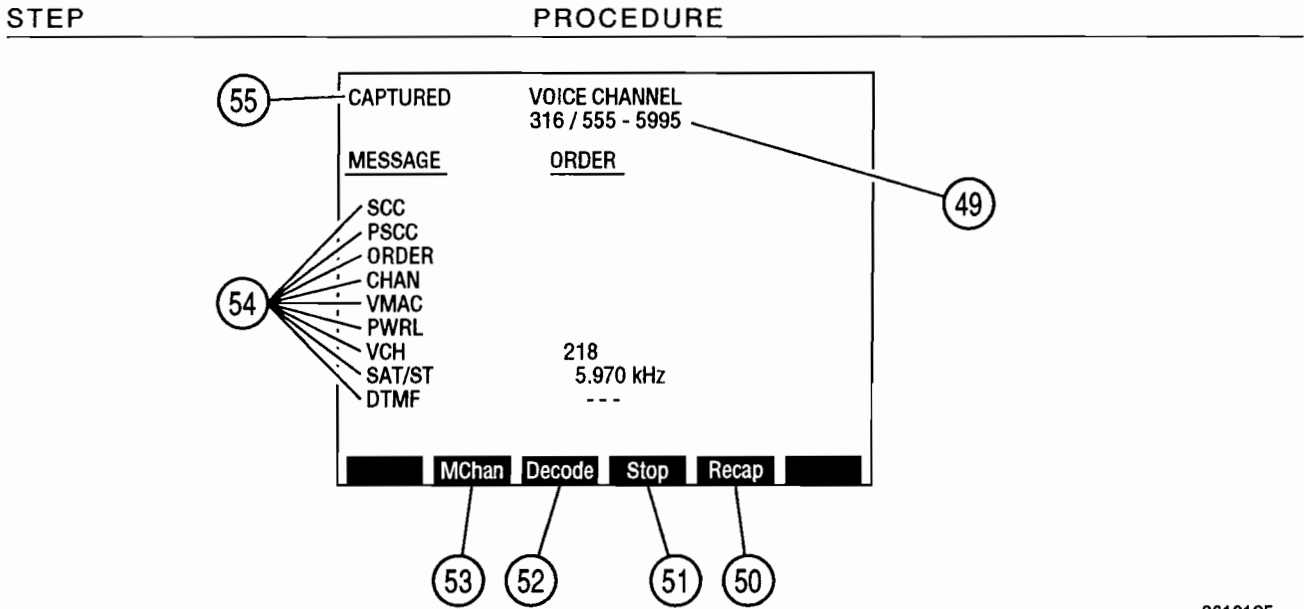 STEP PROCEDURE
55 CAPTURED VOICE CHANNEL
316 / 555 - 5995
MESSAGE ORDER
49
SCC
PSCC
ORDER
CHAN
54 VMAC
PWRL
VCH 218
SAT/ST 5.970 kHz
DTMF - - -
MChan Decode Stop Recap
53 52 51 50